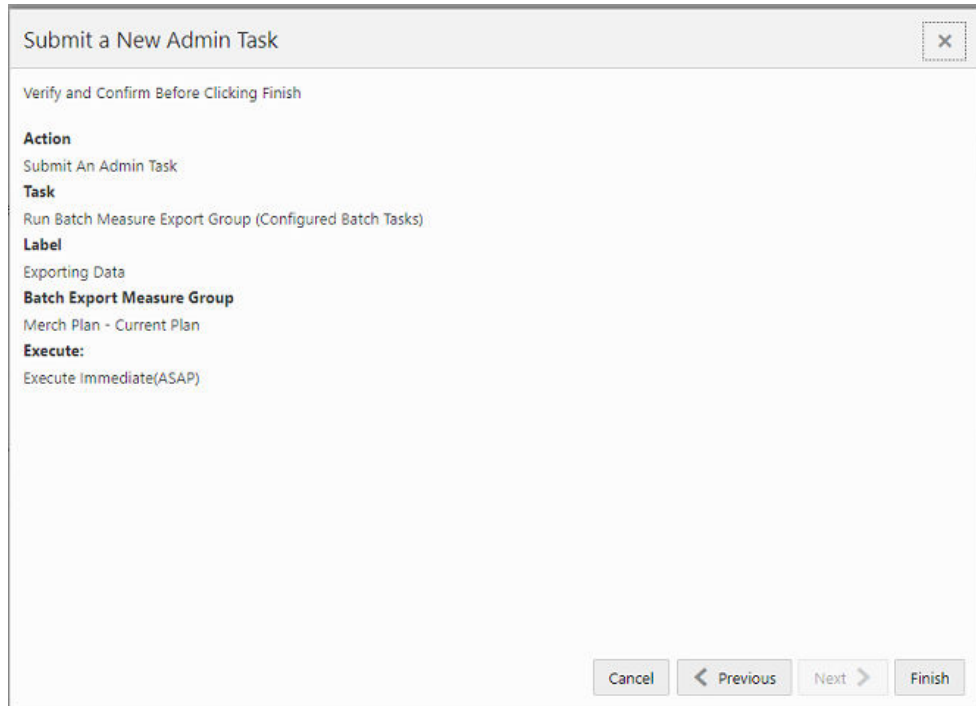 Submit a New Admin Task
Verify and Confirm Before Clicking Finish
Action
Submit An Admin Task
Task
Run Batch Measure Export Group (Configured Batch Tasks)
Label
Exporting Data
Batch Export Measure Group
Merch Plan - Current Plan
Execute:
Execute Immediate(ASAP)
Cancel Previous Next Finish